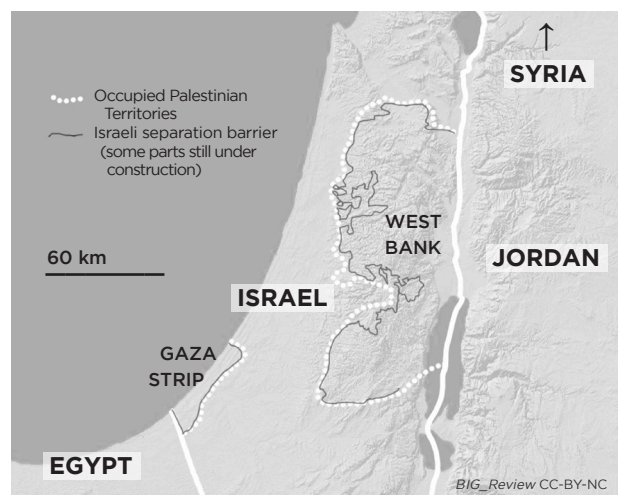 SYRIA
Occupied Palestinian
Territories
Israeli separation barrier
(some parts still under
construction)
WEST
BANK
60 km
JORDAN
ISRAEL
GAZA
STRIP
EGYPT
BIG_Review CC-BY-NC